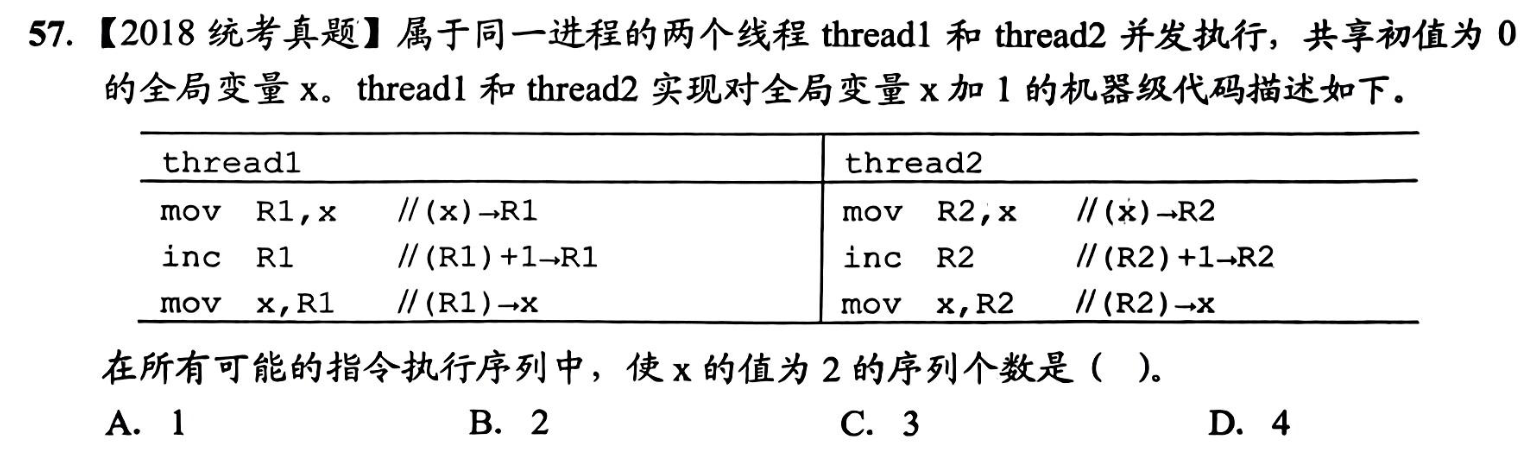 57. 【2018 统考真题】属于同一进程的两个线程 thread1 和 thread2 并发执行，共享初值为 0
的全局变量 x。thread1 和 thread2 实现对全局变量 x 加 1 的机器级代码描述如下。
thread1 thread2
mov R1,x //(x)→R1 mov R2,x //(x)→R2
inc R1 //(R1)+1→R1 inc R2 //(R2)+1→R2
mov x,R1 //(R1)→x mov x,R2 //(R2)→x
在所有可能的指令执行序列中，使 x 的值为 2 的序列个数是（ ）。
A. 1 B. 2 C. 3 D. 4